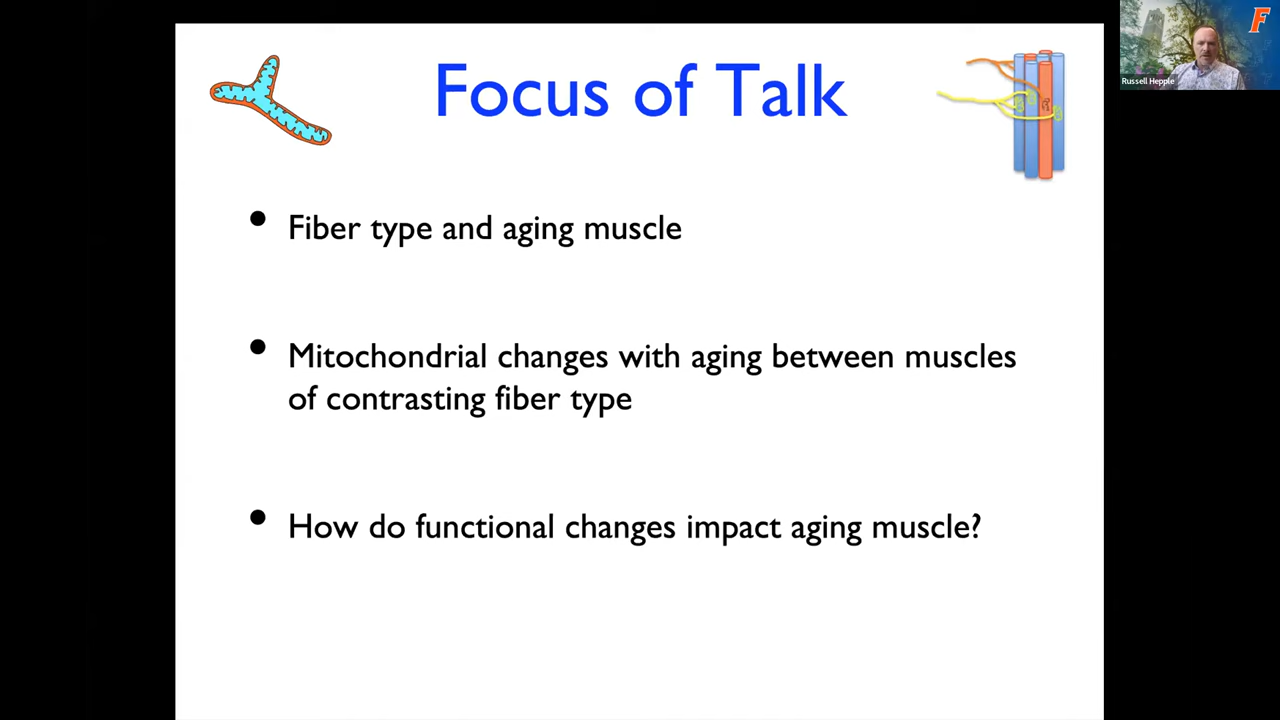 Focus of Talk
F
Russell Hepple
• Fiber type and aging muscle
• Mitochondrial changes with aging between muscles
of contrasting fiber type
• How do functional changes impact aging muscle?